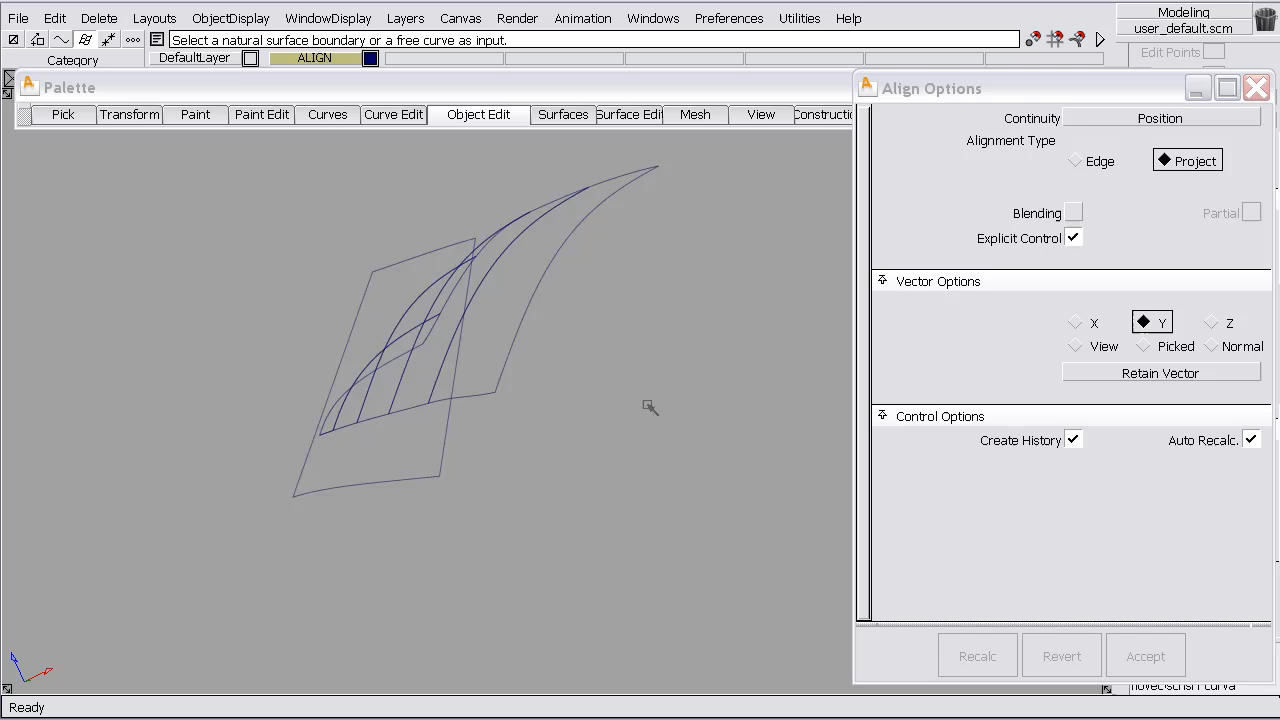 File Edit Delete Layouts ObjectDisplay WindowDisplay Layers Canvas Render Animation Windows Preferences Utilities Help
Modeling
user_default.scm
Select a natural surface boundary or a free curve as input.
Edit Points
Category DefaultLayer ALIGN
Palette
Pick Transform Paint Paint Edit Curves Curve Edit Object Edit Surfaces Surface Edi Mesh View Constructio
Align Options
Continuity Position
Alignment Type
Edge Project
Blending Partial
Explicit Control
Vector Options
X Y Z
View Picked Normal
Retain Vector
Control Options
Create History Auto Recalc.
Recalc Revert Accept
Ready